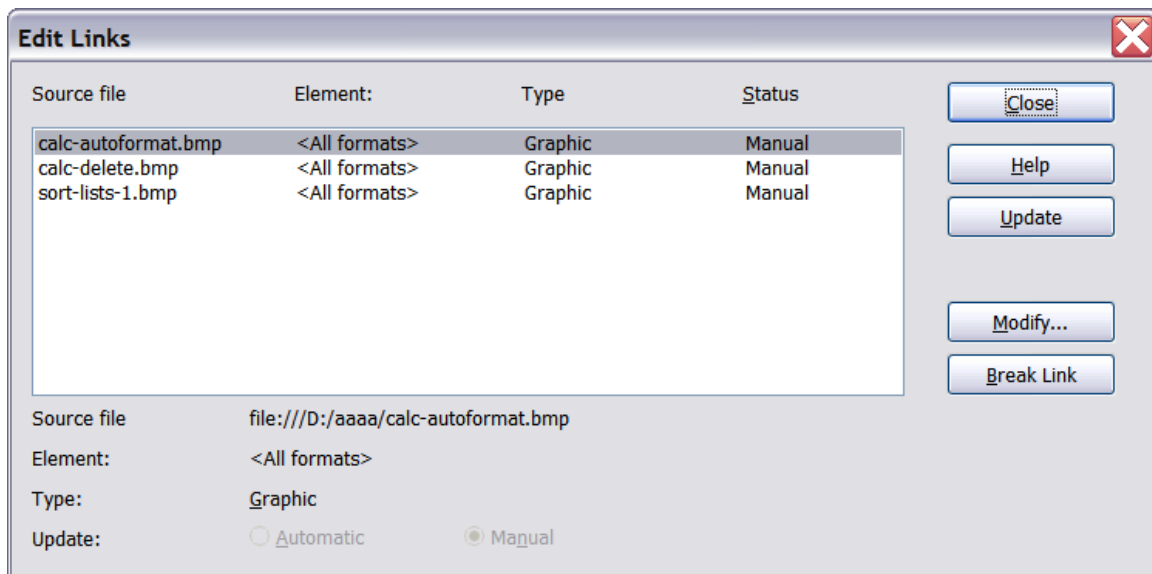 Edit Links
Source file Element: Type Status
calc-autoformat.bmp <All formats> Graphic Manual
calc-delete.bmp <All formats> Graphic Manual
sort-lists-1.bmp <All formats> Graphic Manual
Close
Help
Update
Modify...
Break Link
Source file file:///D:/aaaa/calc-autoformat.bmp
Element: <All formats>
Type: Graphic
Update: Automatic Manual